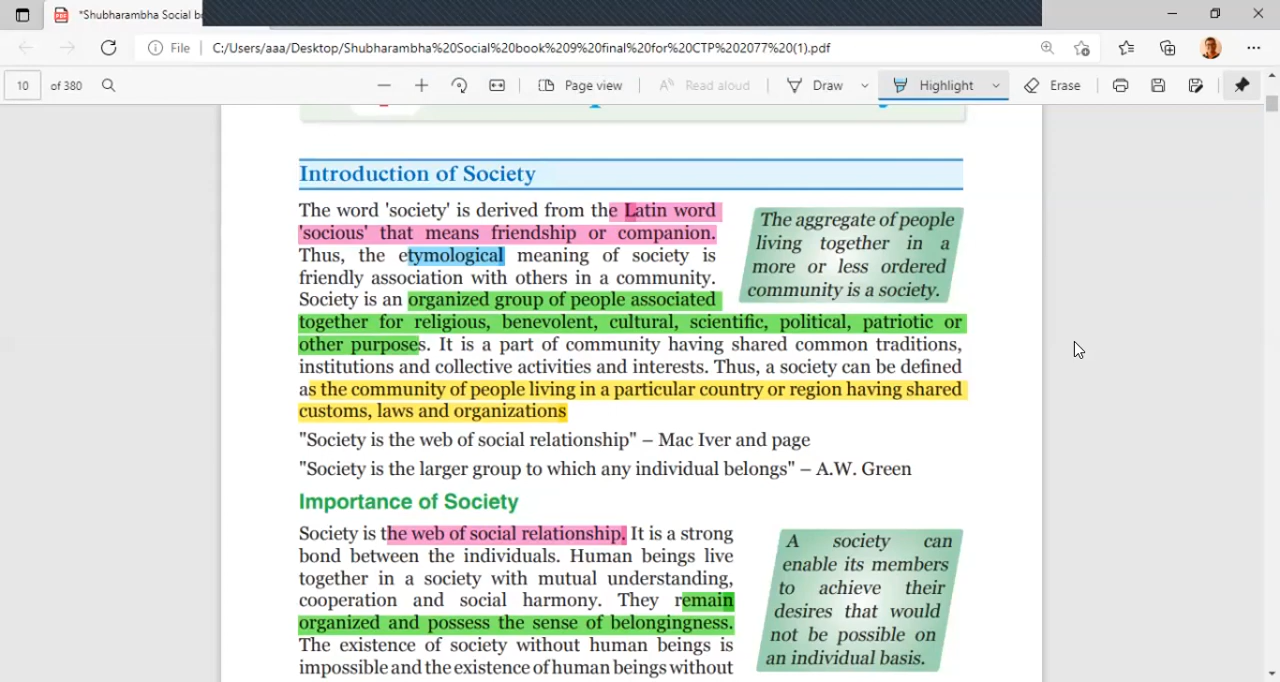 *Shubharambha Social b
File
C:/Users/aaa/Desktop/Shubharambha%20Social%20book%209%20final%20for%20CTP%202077%20(1).pdf
10 of 380
Page view
Read aloud
Draw
Highlight
Erase
Introduction of Society
The word 'society' is derived from the Latin word
'socious' that means friendship or companion.
Thus, the etymological meaning of society is
friendly association with others in a community.
Society is an organized group of people associated
together for religious, benevolent, cultural, scientific, political, patriotic or
other purposes. It is a part of community having shared common traditions,
institutions and collective activities and interests. Thus, a society can be defined
as the community of people living in a particular country or region having shared
customs, laws and organizations
The aggregate of people
living together in a
more or less ordered
community is a society.
"Society is the web of social relationship" – Mac Iver and page
"Society is the larger group to which any individual belongs" – A.W. Green
Importance of Society
Society is the web of social relationship. It is a strong
bond between the individuals. Human beings live
together in a society with mutual understanding,
cooperation and social harmony. They remain
organized and possess the sense of belongingness.
The existence of society without human beings is
impossible and the existence of human beings without
A society can
enable its members
to achieve their
desires that would
not be possible on
an individual basis.